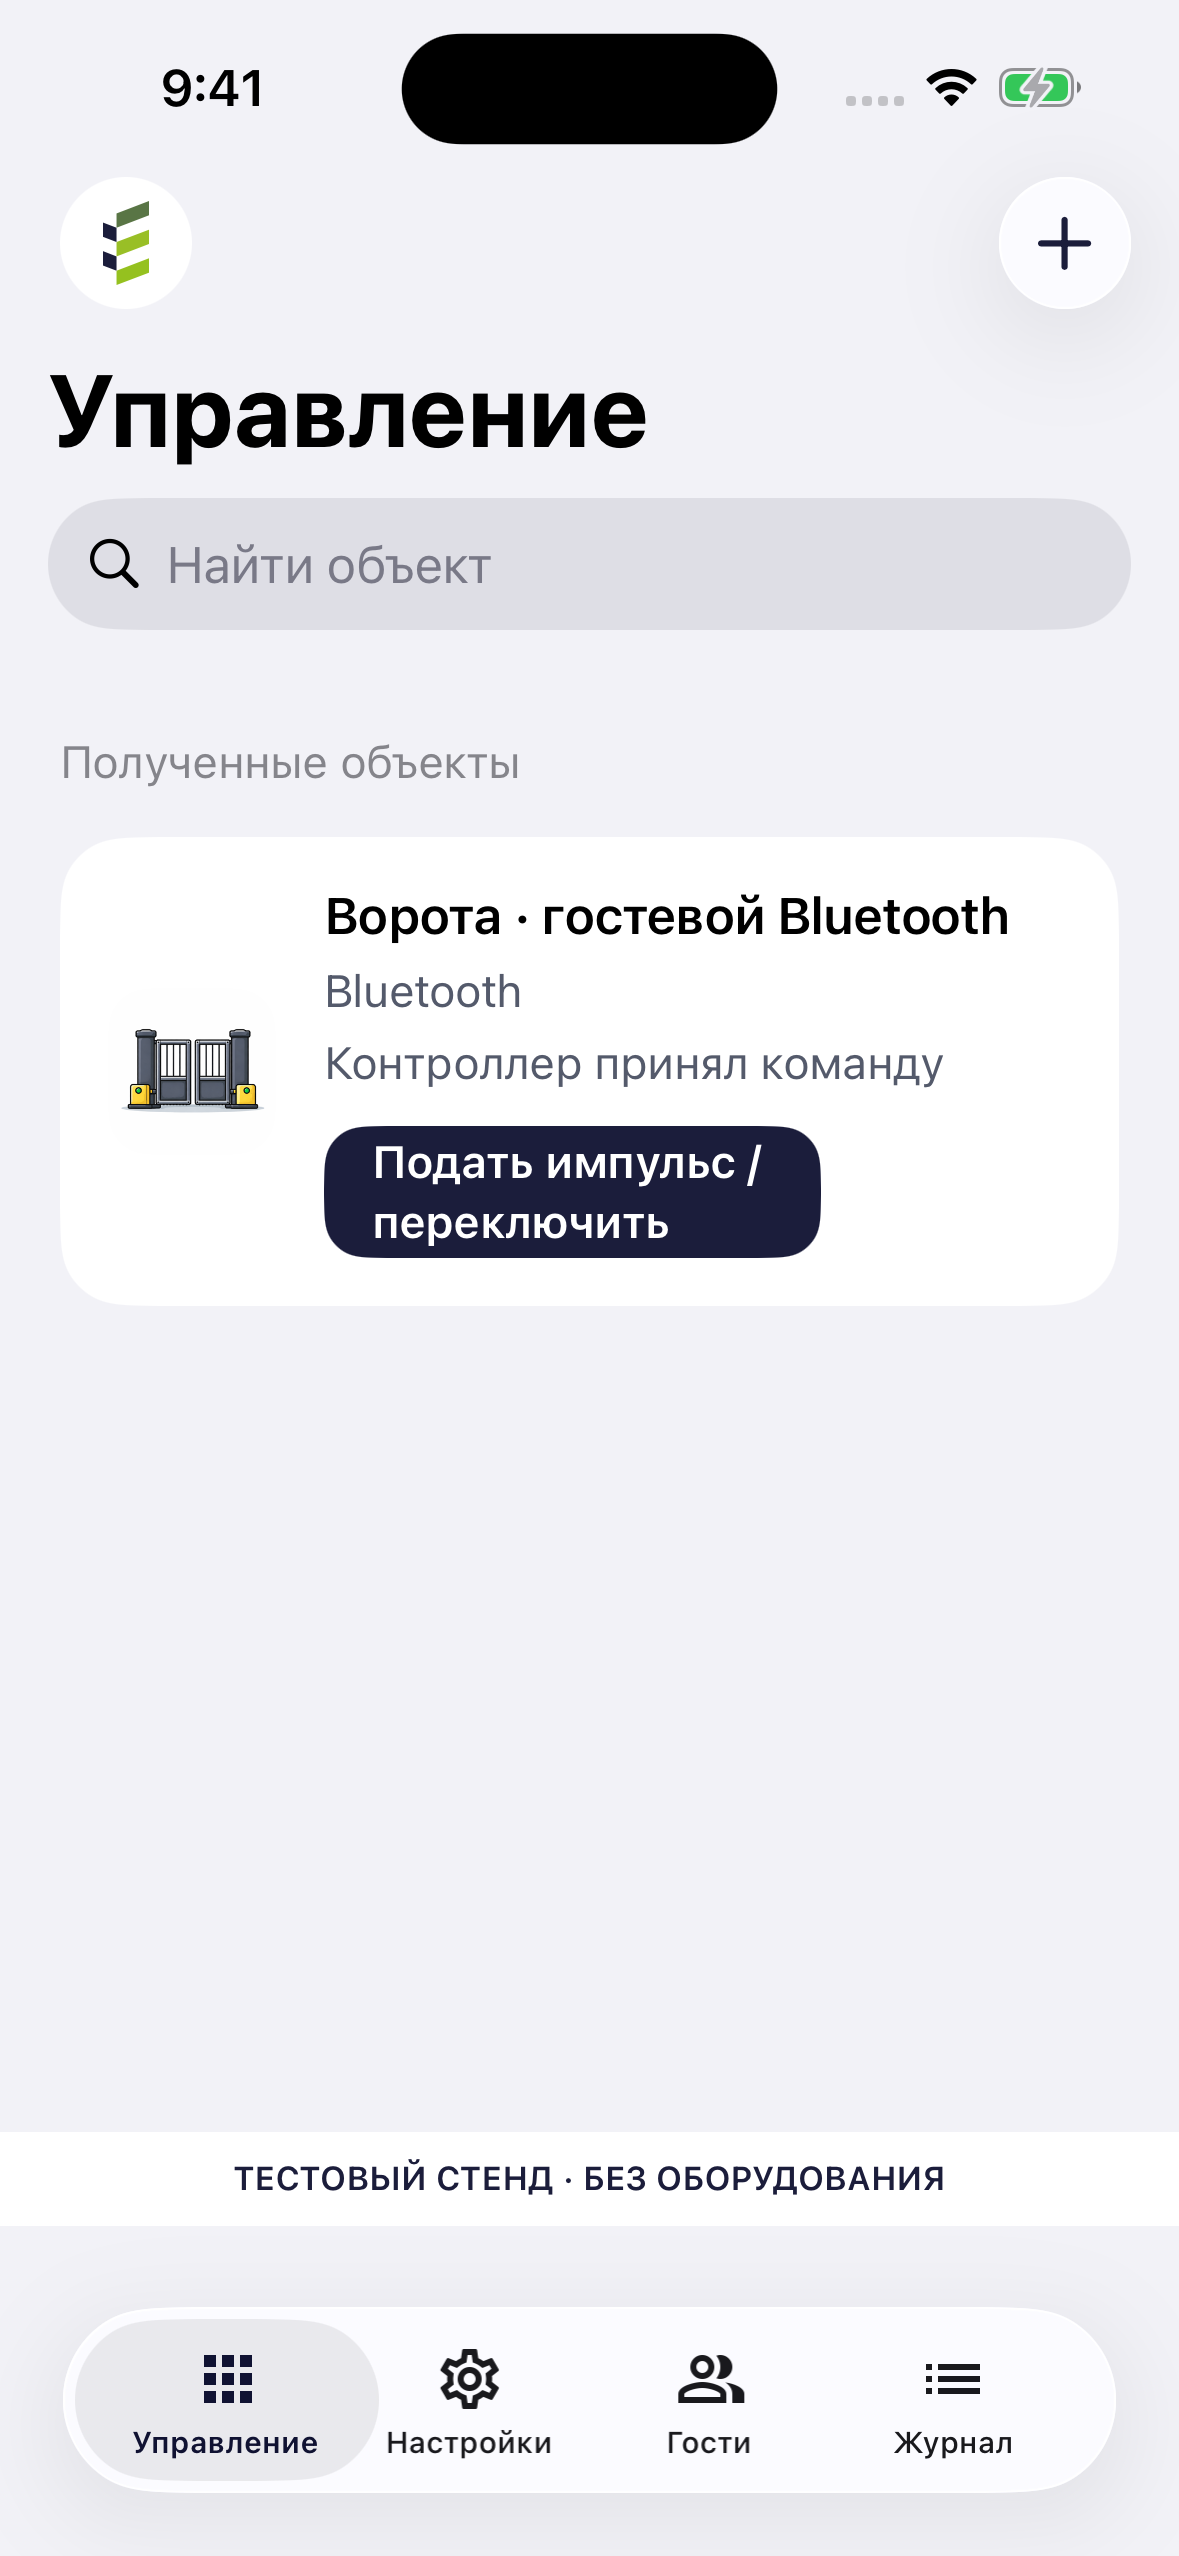 9:41
Управление
Найти объект
Полученные объекты
Ворота · гостевой Bluetooth
Bluetooth
Контроллер принял команду
Подать импульс /
переключить
ТЕСТОВЫЙ СТЕНД · БЕЗ ОБОРУДОВАНИЯ
Управление
Настройки
Гости
Журнал